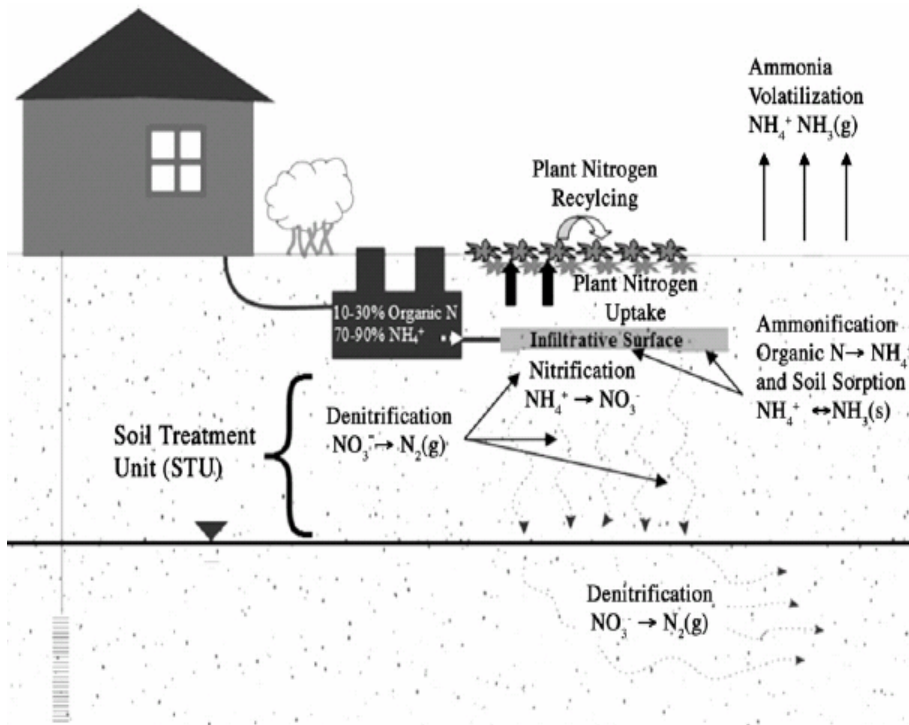 Ammonia
Volatilization
NH₄⁺ NH₃(g)
Plant Nitrogen
Recylcing
Plant Nitrogen
Uptake
10-30% Organic N
70-90% NH₄⁺
Infiltrative Surface
Ammonification
Organic N→ NH₄⁺
and Soil Sorption
NH₄⁺ ↔NH₃(s)
Nitrification
NH₄⁺ → NO₃⁻
Denitrification
NO₃⁻→ N₂(g)
Soil Treatment
Unit (STU)
Denitrification
NO₃⁻ → N₂(g)